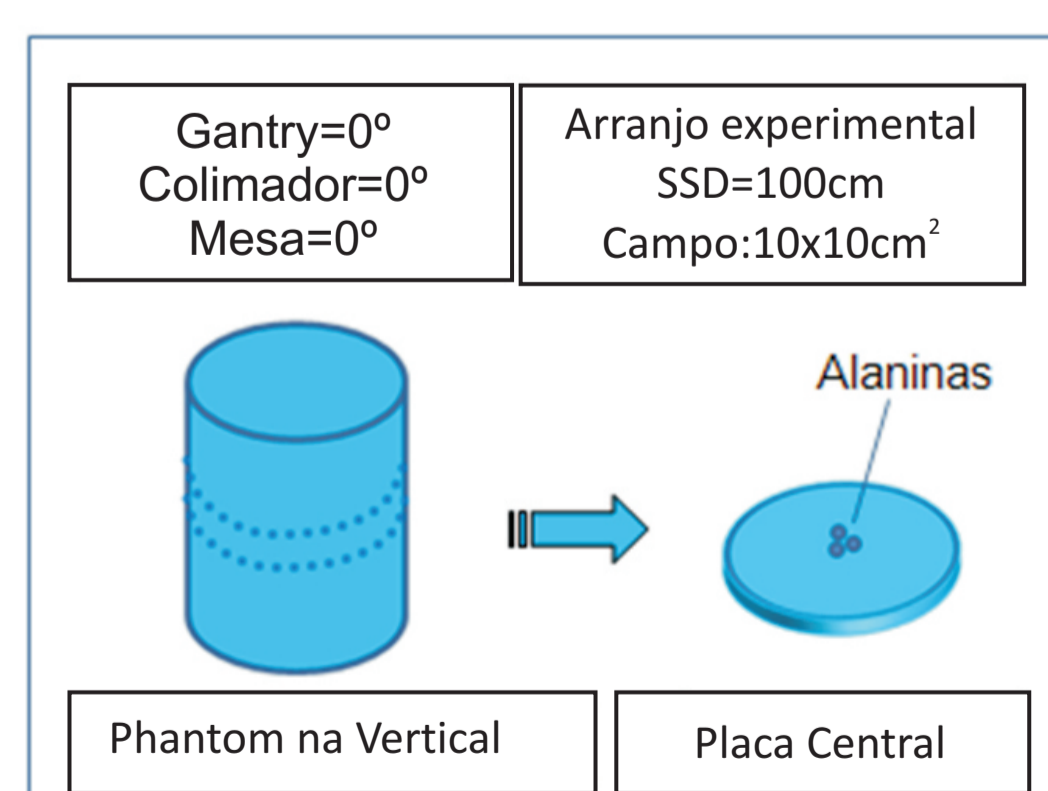 Gantry=0º
Colimador=0º
Mesa=0º
Arranjo experimental
SSD=100cm
Campo:10x10cm²
Alaninas
Phantom na Vertical
Placa Central